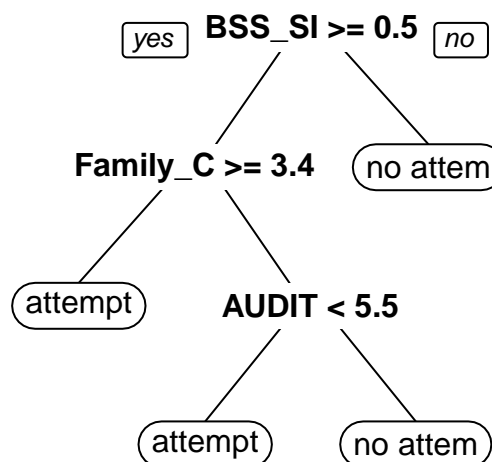 yes BSS_SI >= 0.5 no
Family_C >= 3.4 no attem
attempt AUDIT < 5.5
attempt no attem